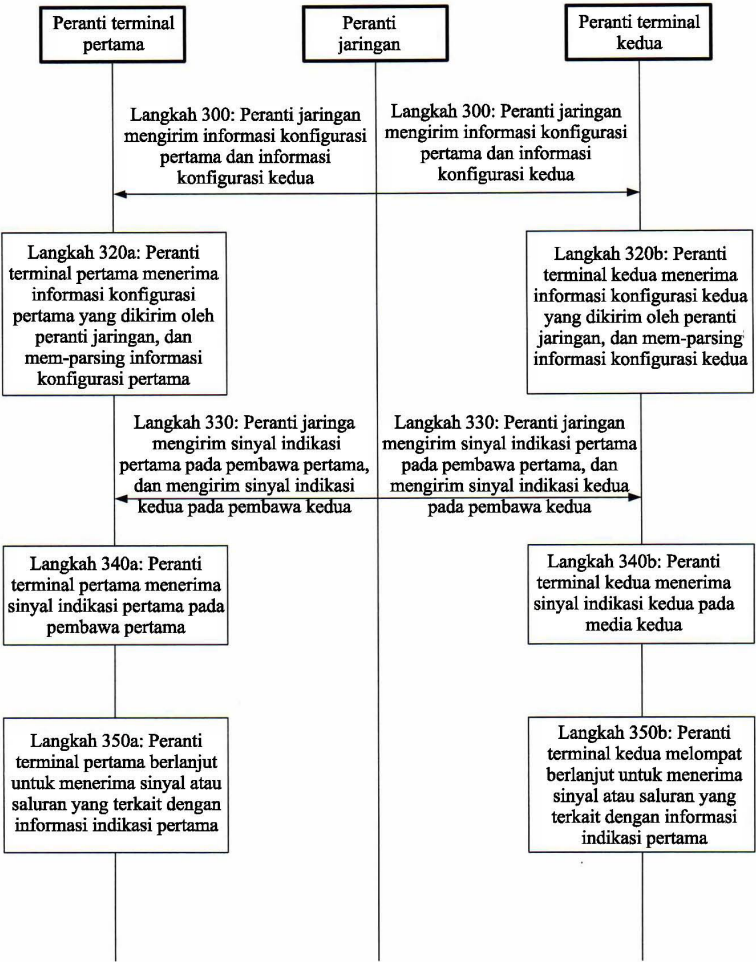 Peranti terminal
pertama
Peranti
jaringan
Peranti terminal
kedua
Langkah 300: Peranti jaringan
mengirim informasi konfigurasi
pertama dan informasi
konfigurasi kedua
Langkah 300: Peranti jaringan
mengirim informasi konfigurasi
pertama dan informasi
konfigurasi kedua
Langkah 320a: Peranti
terminal pertama menerima
informasi konfigurasi
pertama yang dikirim oleh
peranti jaringan, dan
mem-parsing informasi
konfigurasi pertama
Langkah 320b: Peranti
terminal kedua menerima
informasi konfigurasi kedua
yang dikirim oleh peranti
jaringan, dan mem-parsing
informasi konfigurasi kedua
Langkah 330: Peranti jaringa
mengirim sinyal indikasi
pertama pada pembawa pertama,
dan mengirim sinyal indikasi
kedua pada pembawa kedua
Langkah 330: Peranti jaringan
mengirim sinyal indikasi pertama
pada pembawa pertama, dan
mengirim sinyal indikasi kedua
pada pembawa kedua
Langkah 340a: Peranti
terminal pertama menerima
sinyal indikasi pertama pada
pembawa pertama
Langkah 340b: Peranti
terminal kedua menerima
sinyal indikasi kedua pada
media kedua
Langkah 350a: Peranti
terminal pertama berlanjut
untuk menerima sinyal atau
saluran yang terkait dengan
informasi indikasi pertama
Langkah 350b: Peranti
terminal kedua melompat
berlanjut untuk menerima
sinyal atau saluran yang
terkait dengan informasi
indikasi pertama